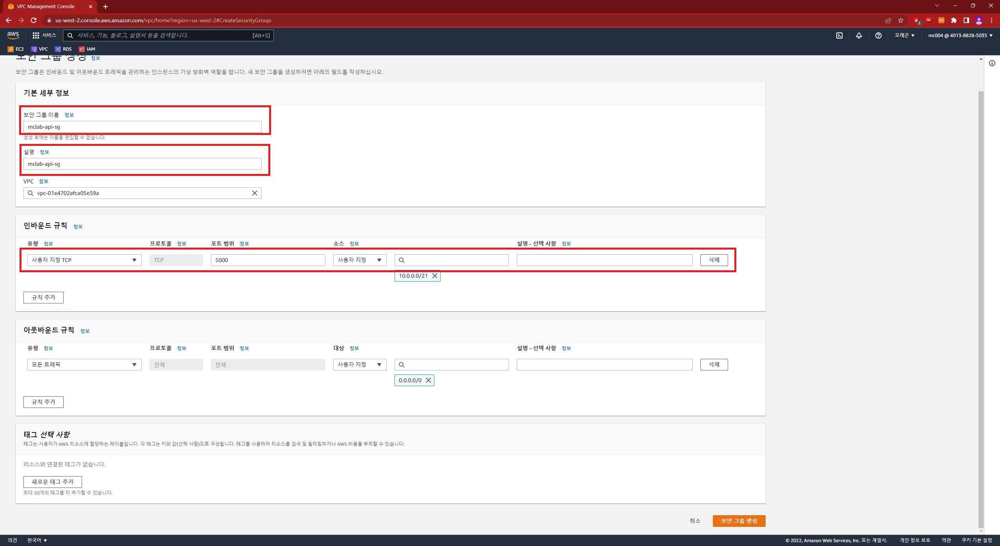 VPC Management Console
us-west-2.console.aws.amazon.com/vpc/home?region=us-west-2#CreateSecurityGroup:
1
EX
aws 서비스 서비스, 기능, 블로그, 설명서 등을 검색합니다. [Alt+S] 오레곤 mc004 @ 4013-8828-5035
EC2 VPC RDS IAM
보안 그룹 생성 정보
보안 그룹은 인바운드 및 아웃바운드 트래픽을 관리하는 인스턴스의 가상 방화벽 역할을 합니다. 새 보안 그룹을 생성하려면 아래의 필드를 작성하십시오.
기본 세부 정보
보안 그룹 이름 정보
mclab-api-sg
생성 후에는 이름을 편집할 수 없습니다.
설명 정보
mclab-api-sg
VPC 정보
vpc-01e4702afca05e59a
인바운드 규칙 정보
유형 정보 프로토콜 정보 포트 범위 정보 소스 정보 설명 - 선택 사항 정보
사용자 지정 TCP TCP 5000 사용자 지정 삭제
10.0.0.0/21
규칙 추가
아웃바운드 규칙 정보
유형 정보 프로토콜 정보 포트 범위 정보 대상 정보 설명 - 선택 사항 정보
모든 트래픽 전체 전체 사용자 지정 삭제
0.0.0.0/0
규칙 추가
태그 선택 사항
태그는 사용자가 AWS 리소스에 할당하는 레이블입니다. 각 태그는 키와 값(선택 사항)으로 구성됩니다. 태그를 사용하여 리소스를 검색 및 필터링하거나 AWS 비용을 추적할 수 있습니다.
리소스와 연결된 태그가 없습니다.
새로운 태그 추가
최대 50개의 태그를 더 추가할 수 있습니다.
취소 보안 그룹 생성
의견 한국어 © 2022, Amazon Web Services, Inc. 또는 계열사. 개인 정보 보호 약관 쿠키 기본 설정